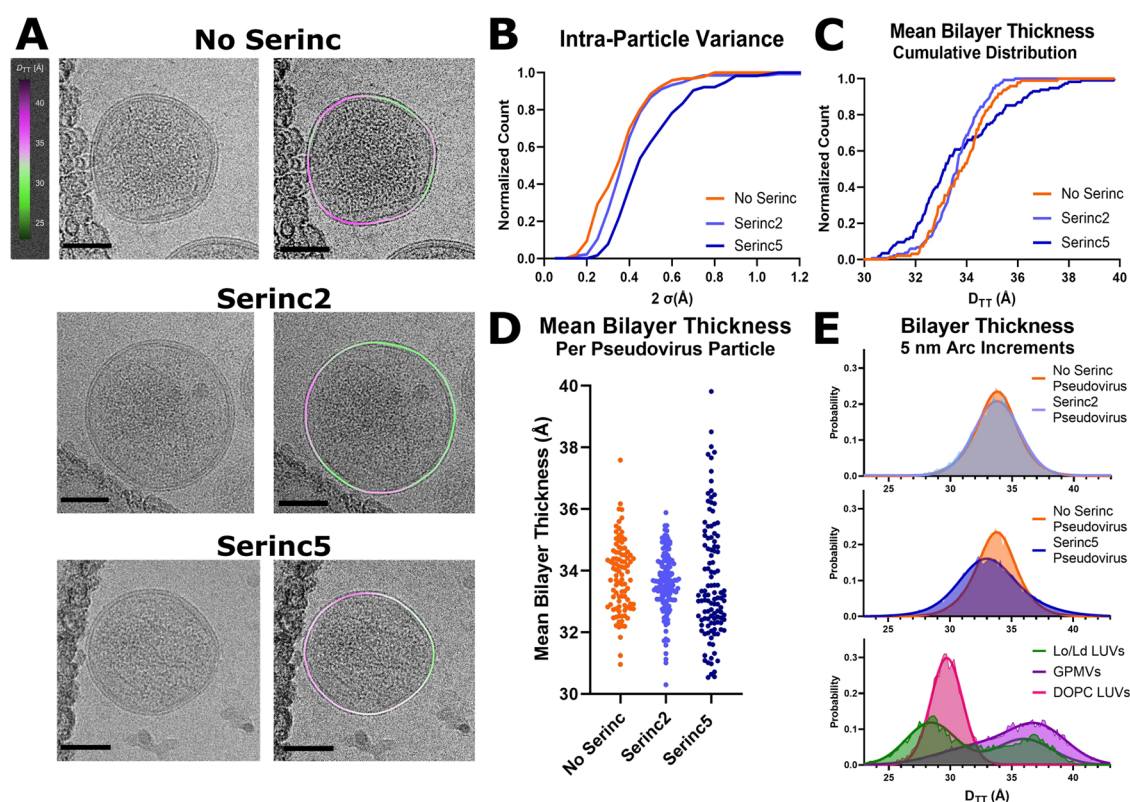 A
No Serinc
D_TT (Å)
40
35
30
25
Serinc2
Serinc5
B
Intra-Particle Variance
Normalized Count
1.0
0.8
0.6
0.4
0.2
0.0
No Serinc
Serinc2
Serinc5
0.0 0.2 0.4 0.6 0.8 1.0 1.2
2 σ(Å)
C
Mean Bilayer Thickness
Cumulative Distribution
Normalized Count
1.0
0.8
0.6
0.4
0.2
0.0
No Serinc
Serinc2
Serinc5
30 32 34 36 38 40
D_TT (Å)
D
Mean Bilayer Thickness
Per Pseudovirus Particle
Mean Bilayer Thickness (Å)
40
38
36
34
32
30
No Serinc
Serinc2
Serinc5
E
Bilayer Thickness
5 nm Arc Increments
Probability
0.3
0.2
0.1
0.0
No Serinc
Pseudovirus
Serinc2
Pseudovirus
25 30 35 40
Probability
0.3
0.2
0.1
0.0
No Serinc
Pseudovirus
Serinc5
Pseudovirus
25 30 35 40
Probability
0.3
0.2
0.1
0.0
Lo/Ld LUVs
GPMVs
DOPC LUVs
25 30 35 40
D_TT (Å)